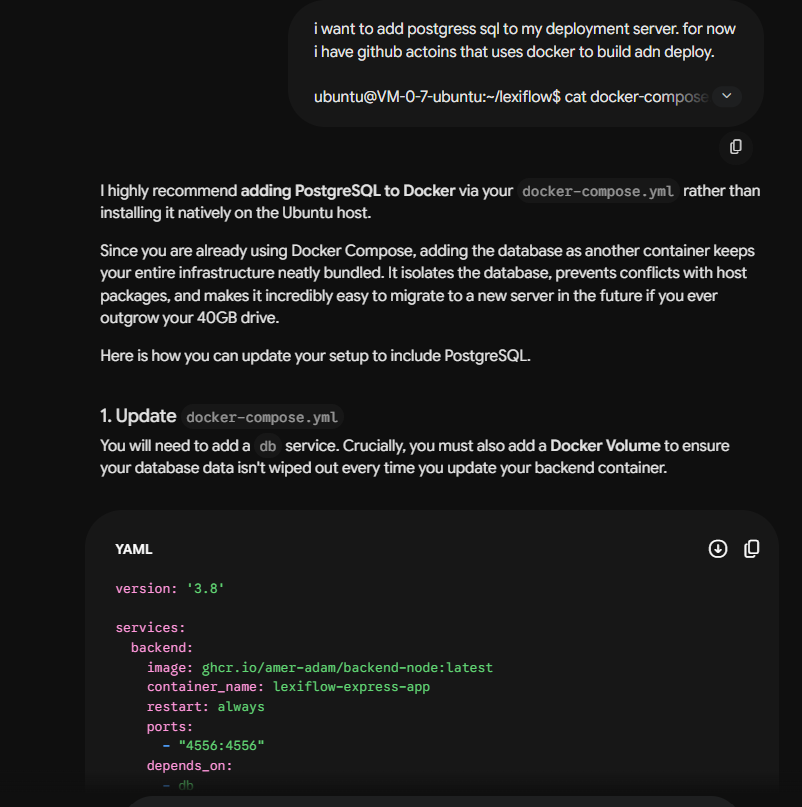 i want to add postgress sql to my deployment server. for now
i have github actoins that uses docker to build adn deploy.
ubuntu@VM-0-7-ubuntu:~/lexiflow$ cat docker-compose
I highly recommend adding PostgreSQL to Docker via your docker-compose.yml rather than
installing it natively on the Ubuntu host.
Since you are already using Docker Compose, adding the database as another container keeps
your entire infrastructure neatly bundled. It isolates the database, prevents conflicts with host
packages, and makes it incredibly easy to migrate to a new server in the future if you ever
outgrow your 40GB drive.
Here is how you can update your setup to include PostgreSQL.
1. Update docker-compose.yml
You will need to add a db service. Crucially, you must also add a Docker Volume to ensure
your database data isn't wiped out every time you update your backend container.
YAML
version: '3.8'
services:
  backend:
    image: ghcr.io/amer-adam/backend-node:latest
    container_name: lexiflow-express-app
    restart: always
    ports:
      - "4556:4556"
    depends_on:
      - db